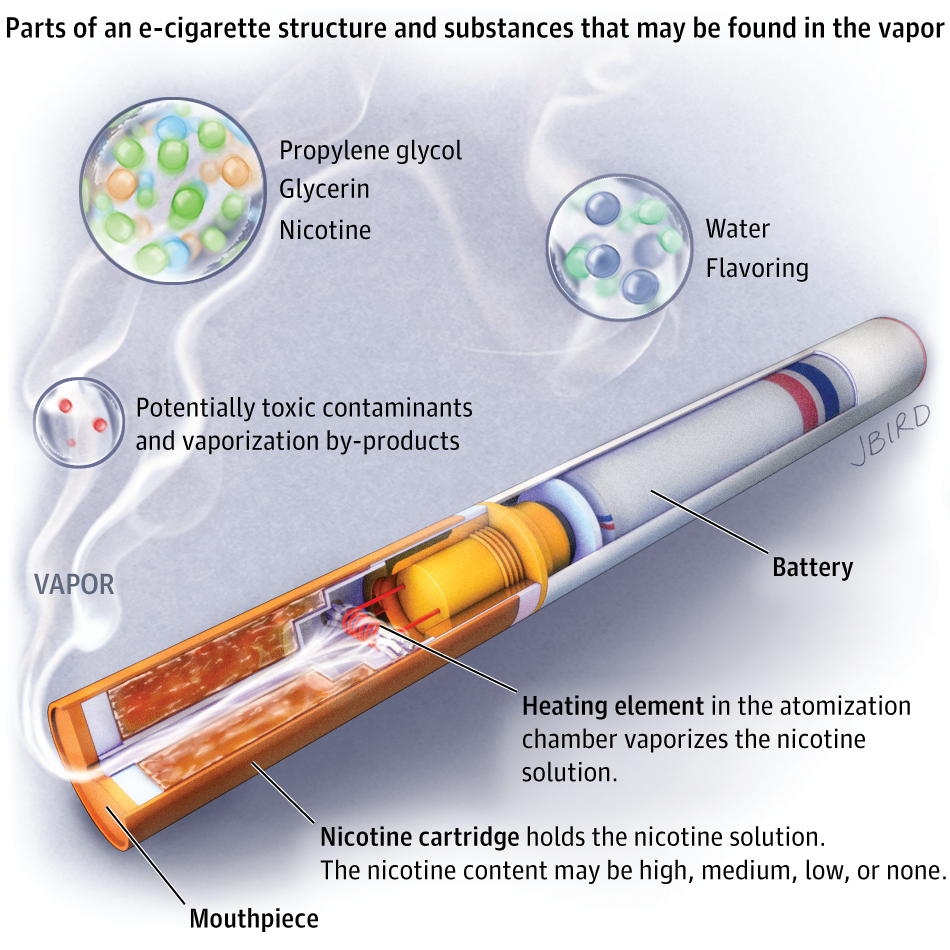 Parts of an e-cigarette structure and substances that may be found in the vapor
Propylene glycol
Glycerin
Nicotine
Water
Flavoring
Potentially toxic contaminants
and vaporization by-products
JBIRD
Battery
VAPOR
Heating element in the atomization
chamber vaporizes the nicotine
solution.
Nicotine cartridge holds the nicotine solution.
The nicotine content may be high, medium, low, or none.
Mouthpiece